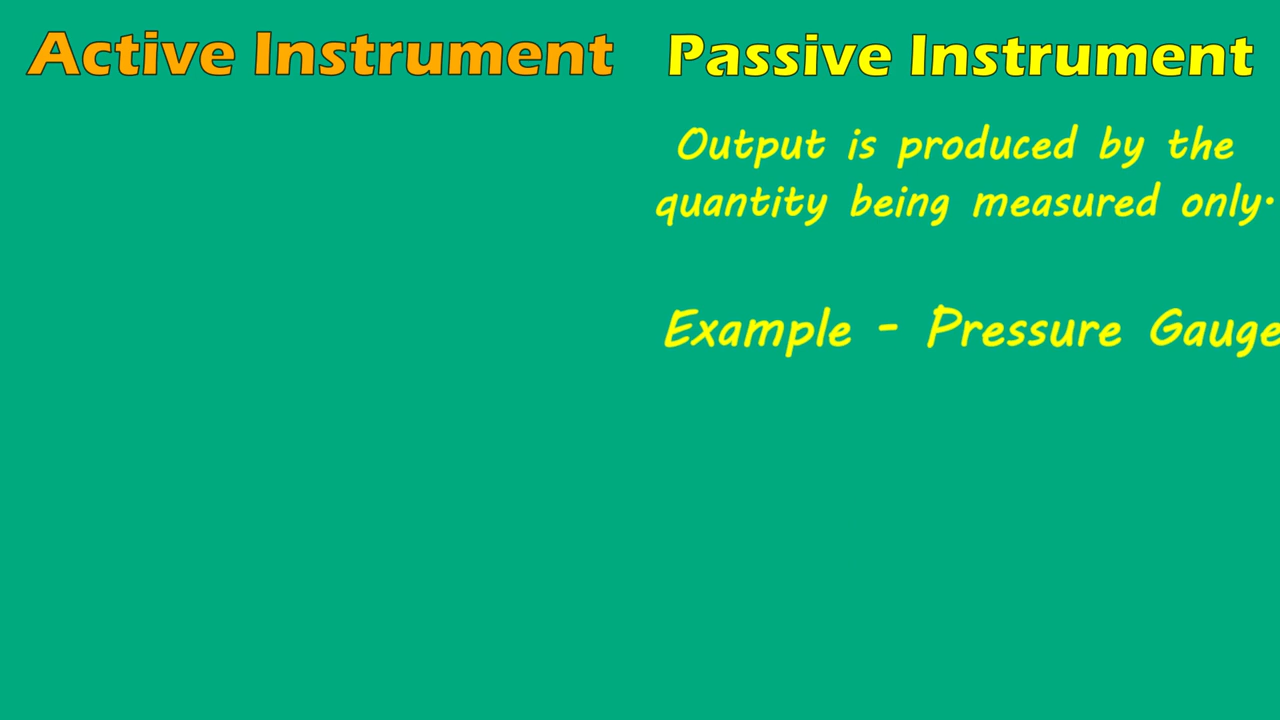 Active Instrument
Passive Instrument
Output is produced by the
quantity being measured only.
Example - Pressure Gauge